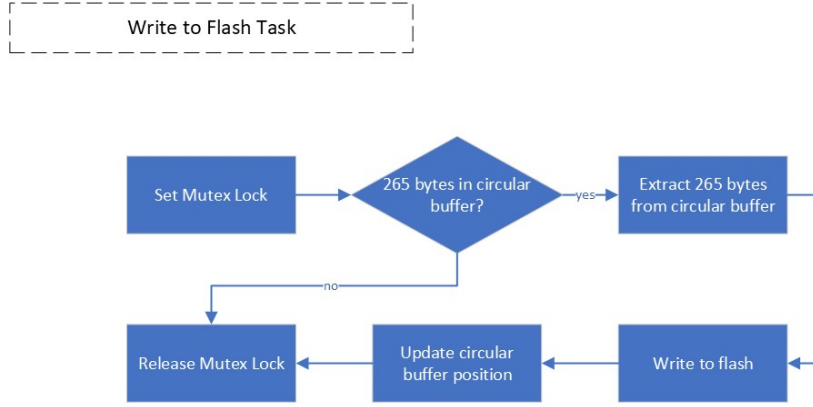 Write to Flash Task
Set Mutex Lock
265 bytes in circular
buffer?
yes
Extract 265 bytes
from circular buffer
no
Release Mutex Lock
Update circular
buffer position
Write to flash